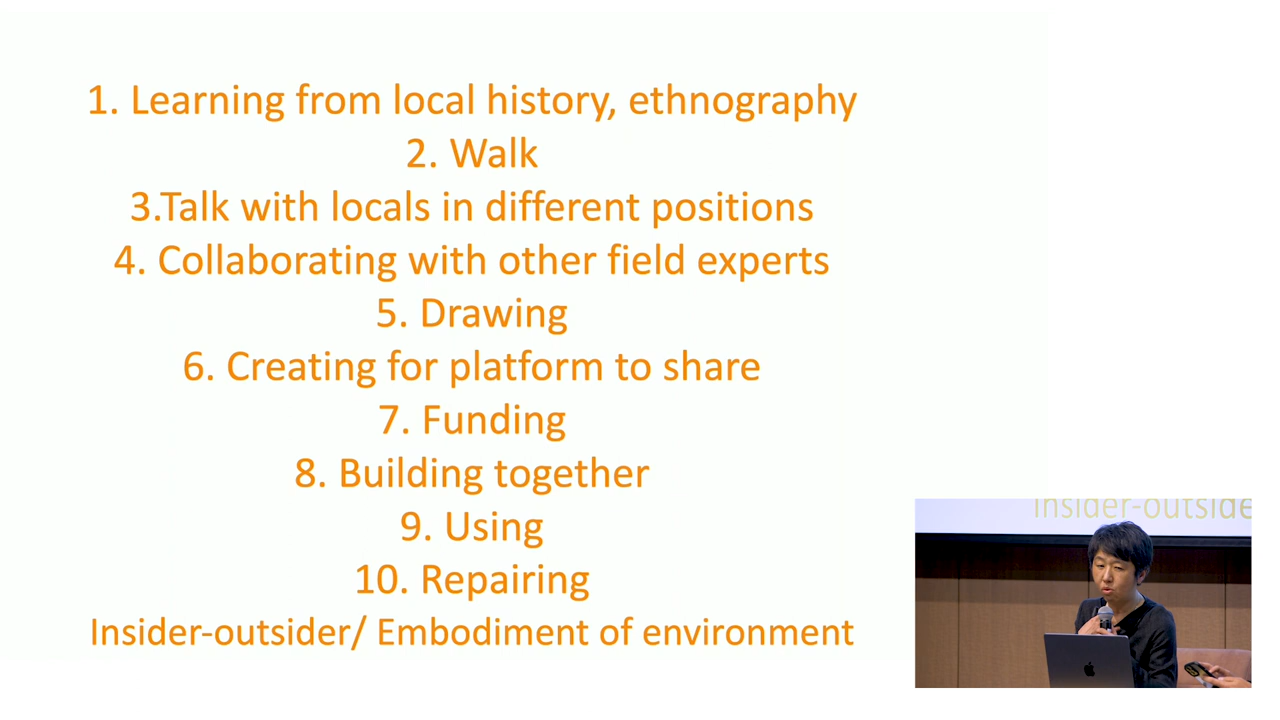 1. Learning from local history, ethnography
2. Walk
3.Talk with locals in different positions
4. Collaborating with other field experts
5. Drawing
6. Creating for platform to share
7. Funding
8. Building together
9. Using
10. Repairing
Insider-outsider/ Embodiment of environment
Insider-outside